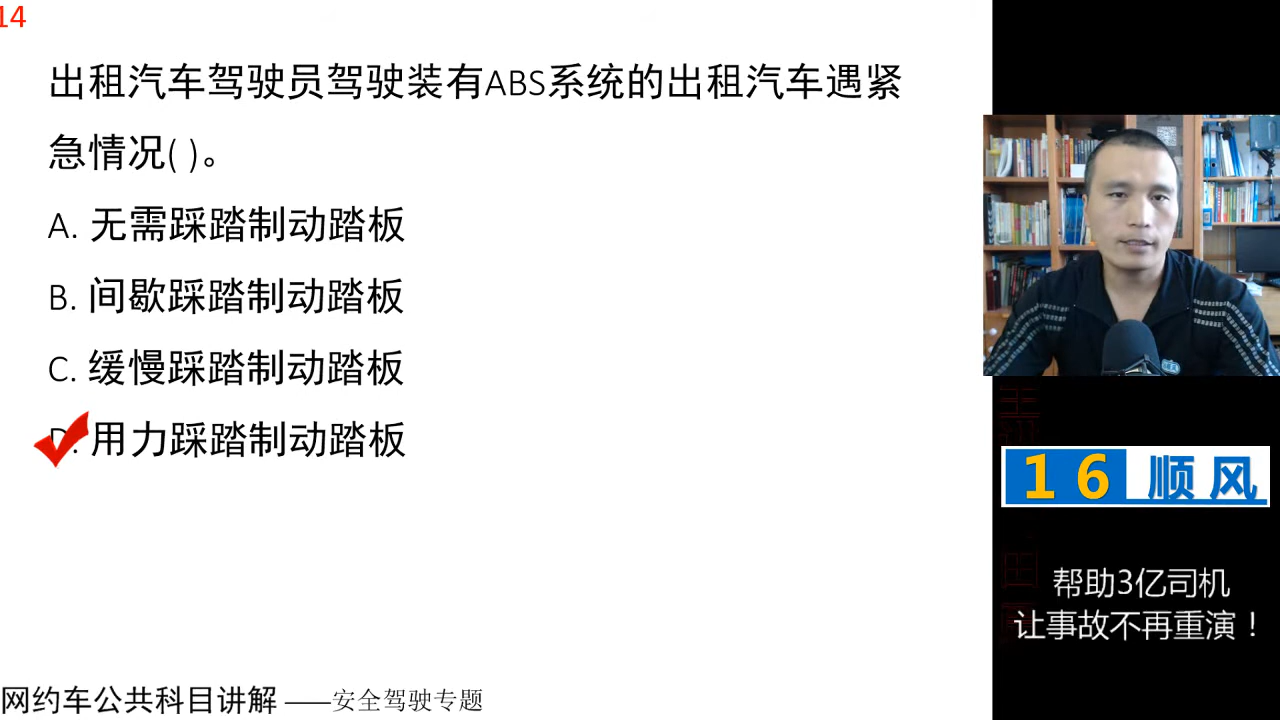 14
出租汽车驾驶员驾驶装有ABS系统的出租汽车遇紧
急情况( )。
A. 无需踩踏制动踏板
B. 间歇踩踏制动踏板
C. 缓慢踩踏制动踏板
D. 用力踩踏制动踏板
16顺风
帮助3亿司机
让事故不再重演！
网约车公共科目讲解 ——安全驾驶专题